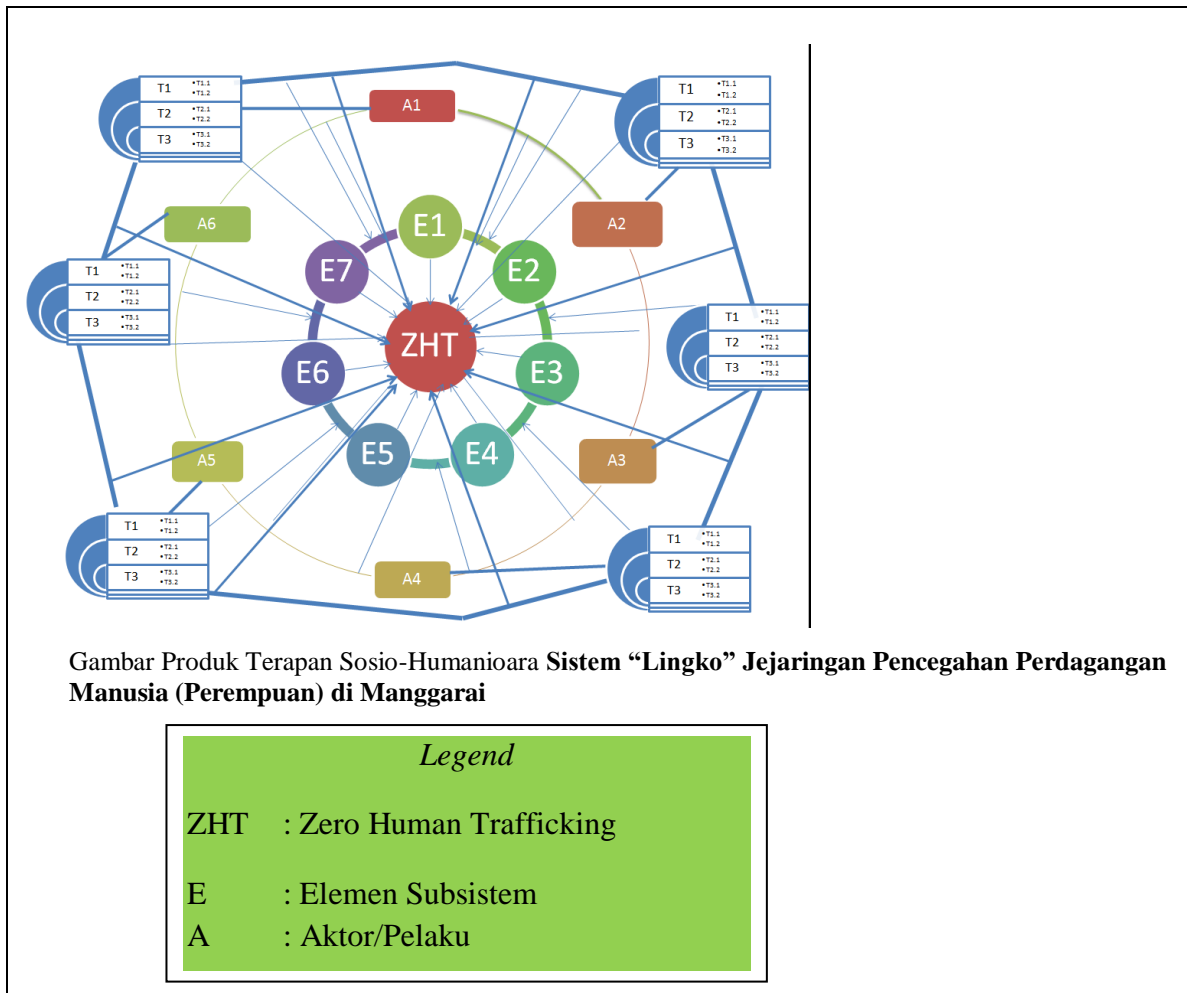 T1
•T1.1
•T1.2
T2
•T2.1
•T2.2
T3
•T3.1
•T3.2
A1
T1
•T1.1
•T1.2
T2
•T2.1
•T2.2
T3
•T3.1
•T3.2
A6
E1
A2
E7
E2
T1
•T1.1
•T1.2
T2
•T2.1
•T2.2
T3
•T3.1
•T3.2
ZHT
T1
•T1.1
•T1.2
T2
•T2.1
•T2.2
T3
•T3.1
•T3.2
E6
E3
E5
E4
A5
A3
T1
•T1.1
•T1.2
T2
•T2.1
•T2.2
T3
•T3.1
•T3.2
A4
T1
•T1.1
•T1.2
T2
•T2.1
•T2.2
T3
•T3.1
•T3.2
Gambar Produk Terapan Sosio-Humanioara Sistem “Lingko” Jejaringan Pencegahan Perdagangan
Manusia (Perempuan) di Manggarai
Legend
ZHT : Zero Human Trafficking
E : Elemen Subsistem
A : Aktor/Pelaku